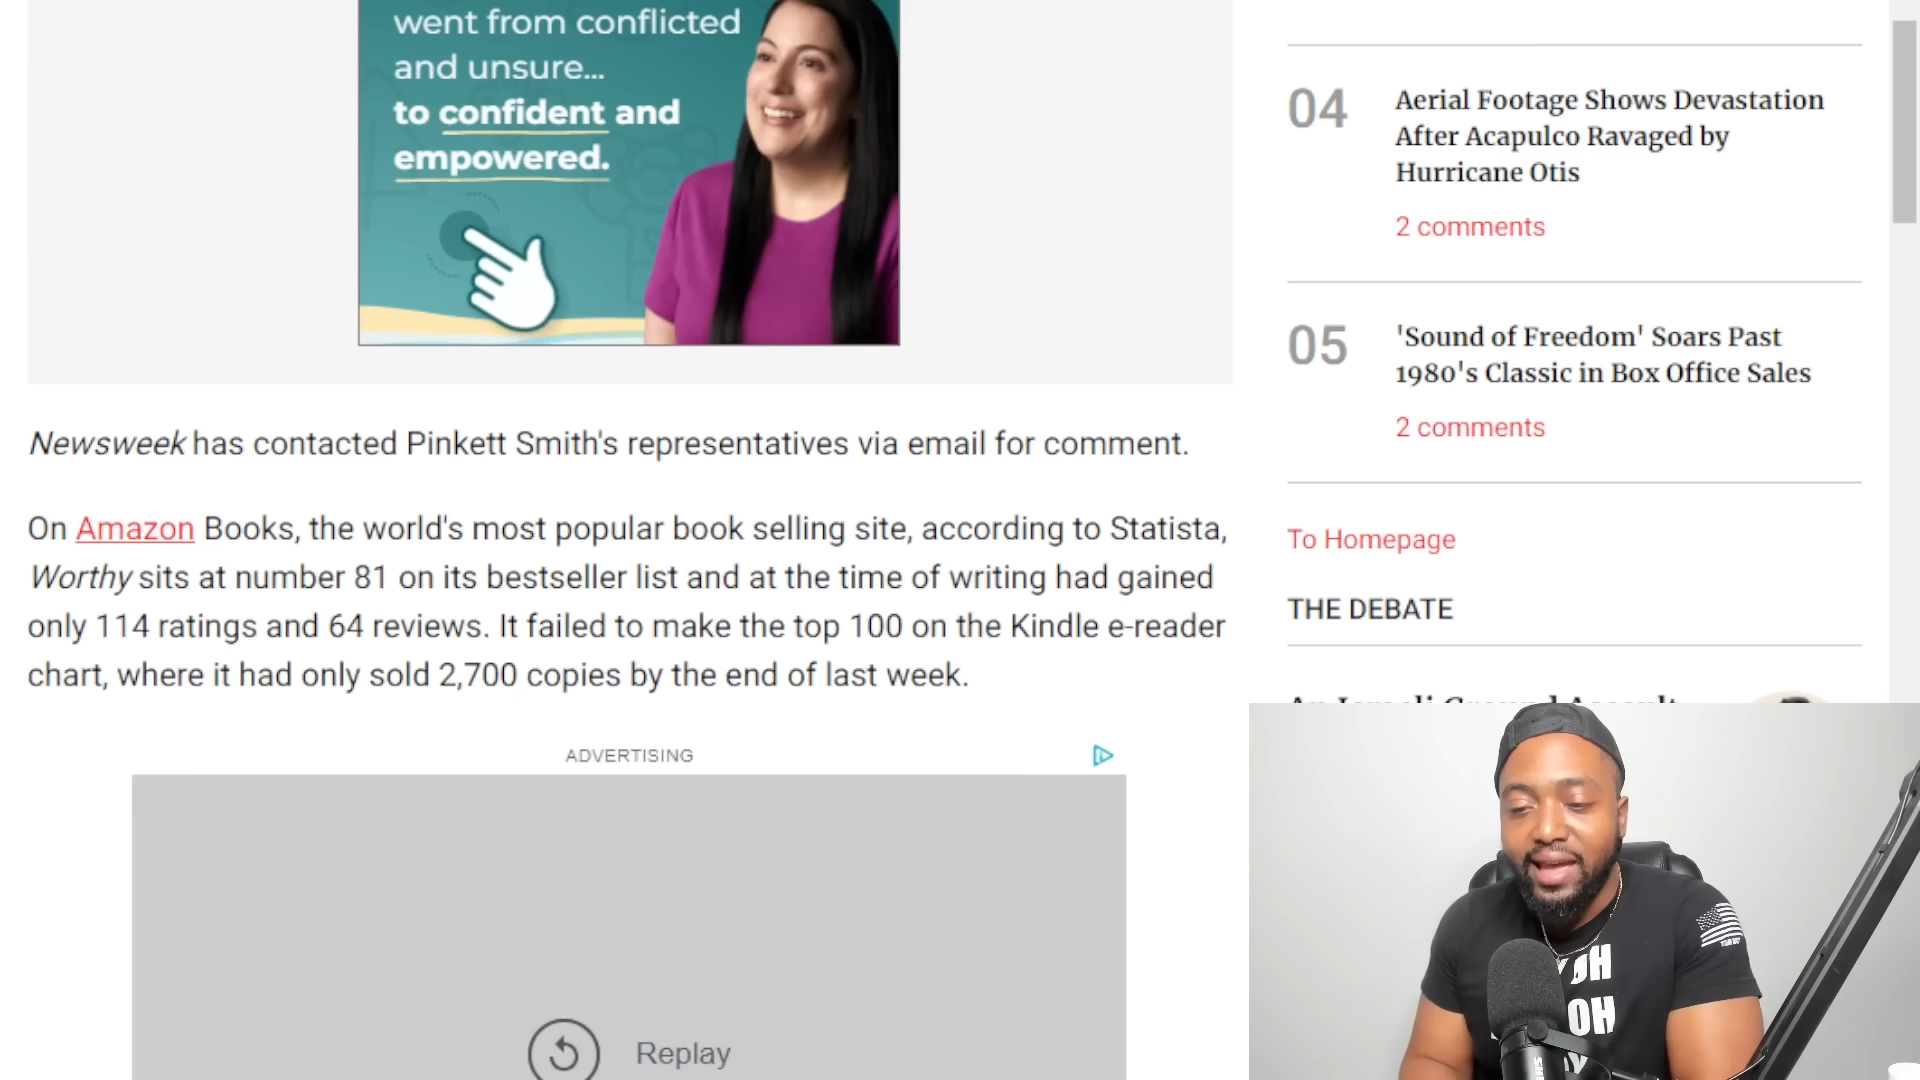 went from conflicted
and unsure...
to confident and
empowered.
Newsweek has contacted Pinkett Smith's representatives via email for comment.
On Amazon Books, the world's most popular book selling site, according to Statista,
Worthy sits at number 81 on its bestseller list and at the time of writing had gained
only 114 ratings and 64 reviews. It failed to make the top 100 on the Kindle e-reader
chart, where it had only sold 2,700 copies by the end of last week.
ADVERTISING
Replay
04
Aerial Footage Shows Devastation
After Acapulco Ravaged by
Hurricane Otis
2 comments
05
'Sound of Freedom' Soars Past
1980's Classic in Box Office Sales
2 comments
To Homepage
THE DEBATE
An Israeli Ground Assault